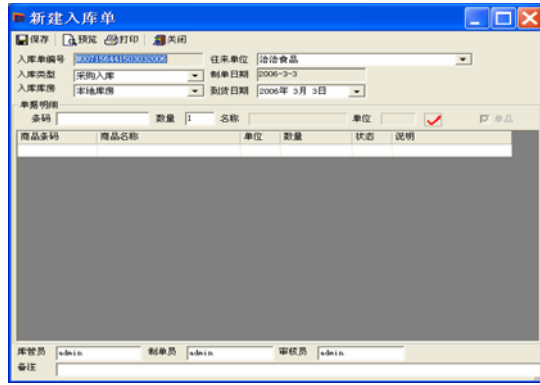 新建入库单
保存 预览 打印 关闭
入库单编号 W007156441503032006 往来单位 洽洽食品
入库类型 采购入库 制单日期 2006-3-3
入库库房 本地库房 到货日期 2006年 3月 3日
单据明细
条码 数量 1 名称 单位 单品
商品条码 商品名称 单位 数量 状态 说明
库管员 admin 制单员 admin 审核员 admin
备注